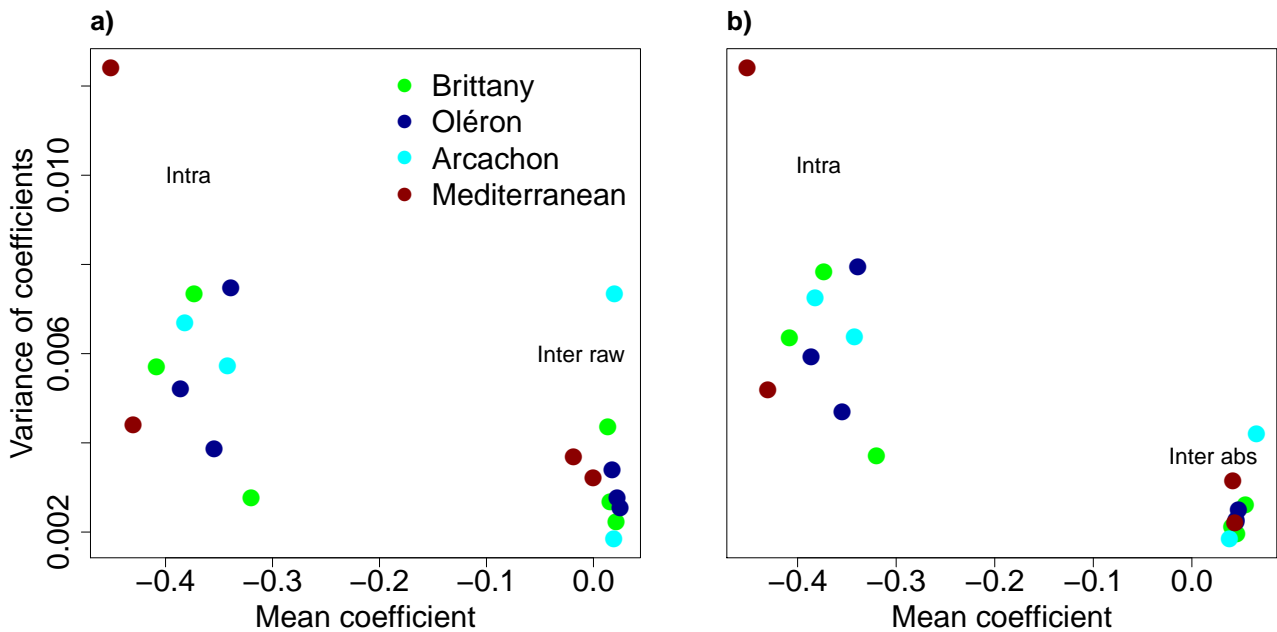 a)
Variance of coefficients
0.002
0.006
0.010
Intra
Brittany
Oléron
Arcachon
Mediterranean
Inter raw
−0.4 −0.3 −0.2 −0.1 0.0
Mean coefficient
b)
Intra
Inter abs
−0.4 −0.3 −0.2 −0.1 0.0
Mean coefficient